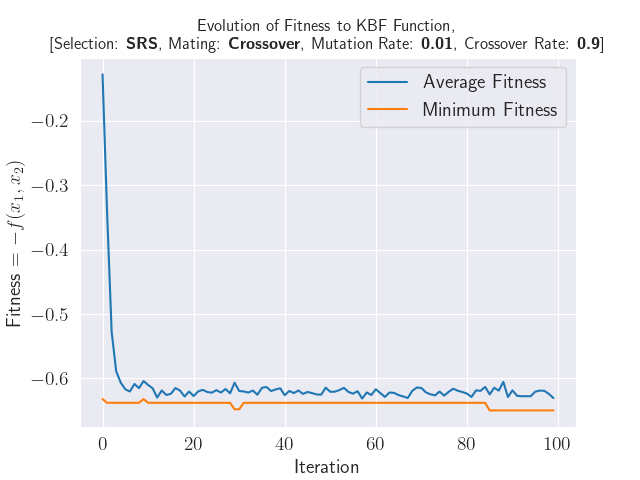 Evolution of Fitness to KBF Function,
[Selection: SRS, Mating: Crossover, Mutation Rate: 0.01, Crossover Rate: 0.9]
Average Fitness
Minimum Fitness
Fitness = −f(x₁, x₂)
−0.2
−0.3
−0.4
−0.5
−0.6
0 20 40 60 80 100
Iteration